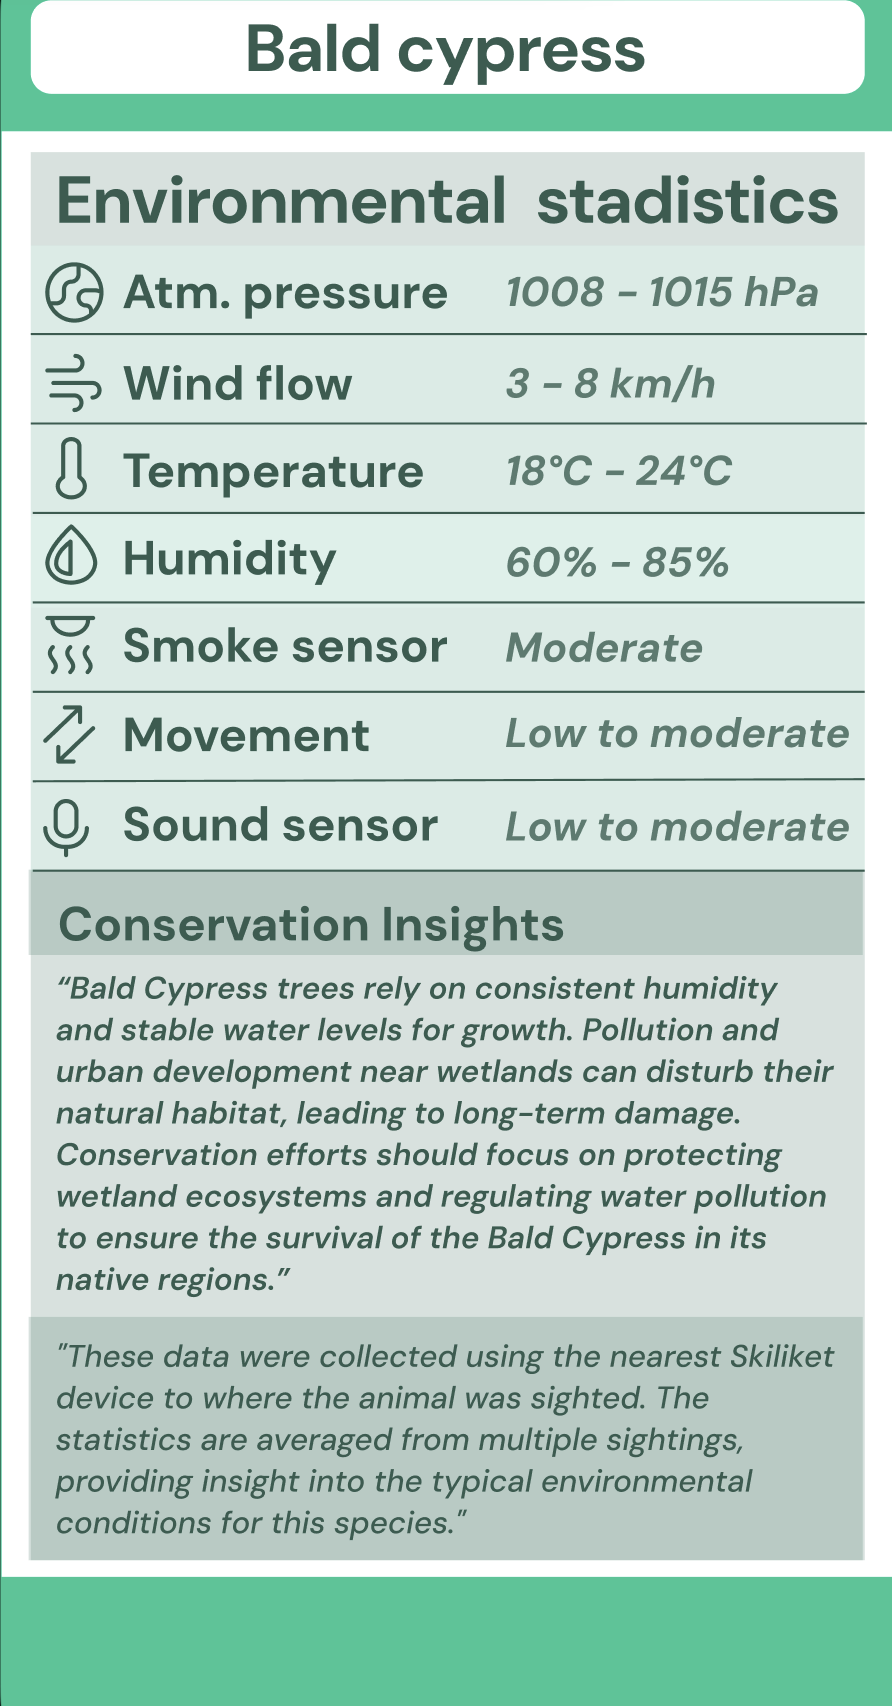 Bald cypress
Environmental stadistics
Atm. pressure 1008 – 1015 hPa
Wind flow 3 – 8 km/h
Temperature 18°C – 24°C
Humidity 60% – 85%
Smoke sensor Moderate
Movement Low to moderate
Sound sensor Low to moderate
Conservation Insights
“Bald Cypress trees rely on consistent humidity
and stable water levels for growth. Pollution and
urban development near wetlands can disturb their
natural habitat, leading to long-term damage.
Conservation efforts should focus on protecting
wetland ecosystems and regulating water pollution
to ensure the survival of the Bald Cypress in its
native regions.”
"These data were collected using the nearest Skiliket
device to where the animal was sighted. The
statistics are averaged from multiple sightings,
providing insight into the typical environmental
conditions for this species."